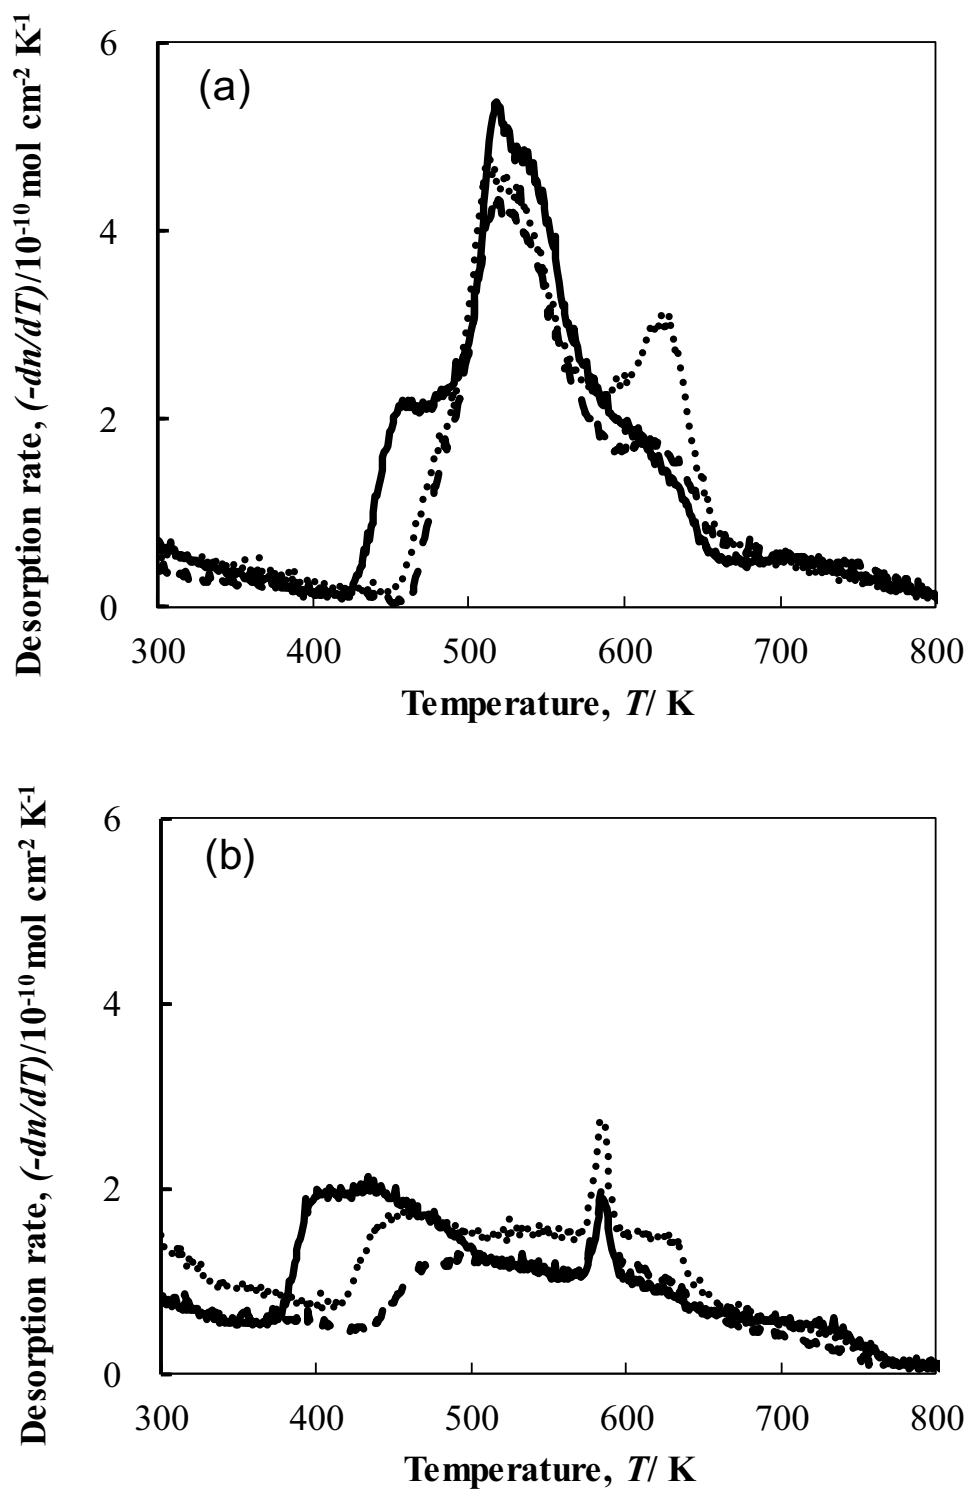 (a)
Desorption rate, (-dn/dT)/10⁻¹⁰ mol cm⁻² K⁻¹
6
4
2
0
300 400 500 600 700 800
Temperature, T/ K
(b)
Desorption rate, (-dn/dT)/10⁻¹⁰ mol cm⁻² K⁻¹
6
4
2
0
300 400 500 600 700 800
Temperature, T/ K